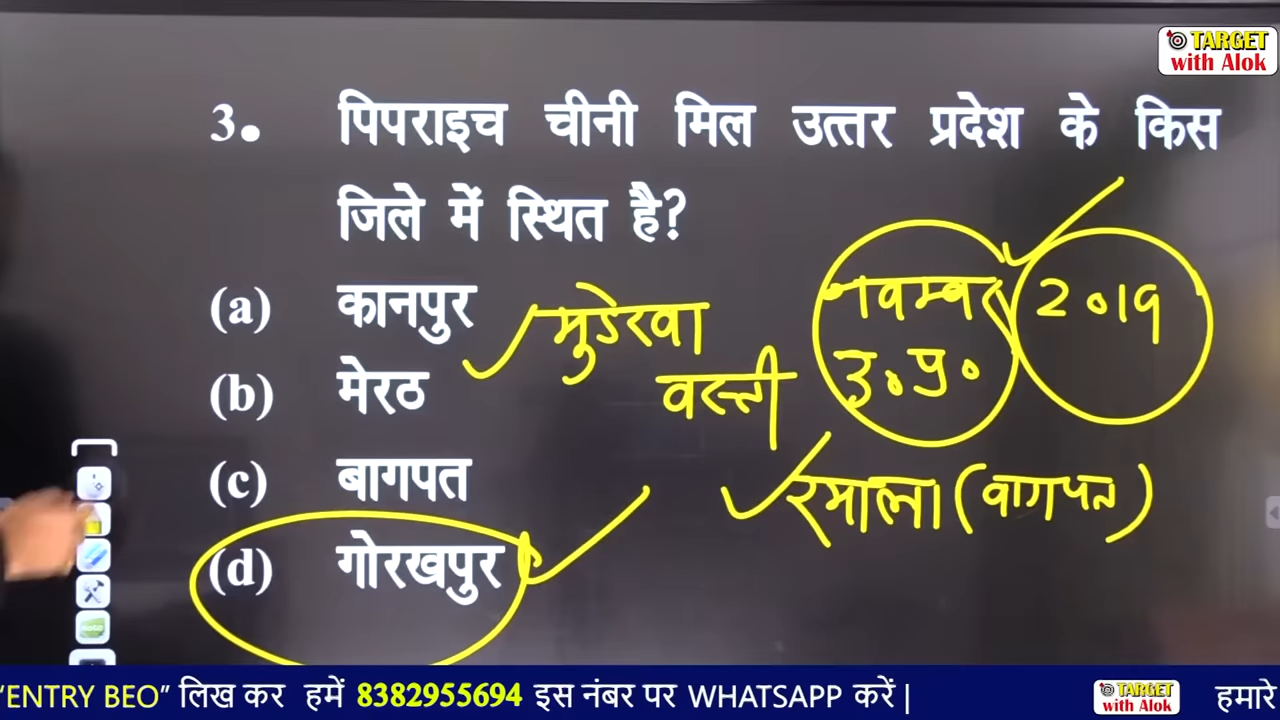 TARGET
with Alok
3. पिपराइच चीनी मिल उत्तर प्रदेश के किस
जिले में स्थित है?
(a) कानपुर
(b) मेरठ
(c) बागपत
(d) गोरखपुर
मुडेरवा
वस्ती
नवम्बर
उ.प्र.
2019
रमाला (वागपत)
"ENTRY BEO" लिख कर हमें 8382955694 इस नंबर पर WHATSAPP करें |
TARGET
with Alok
हमारे